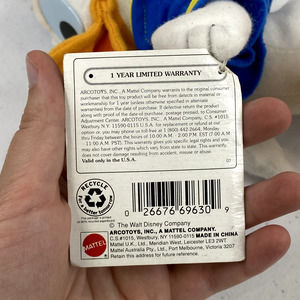 1 YEAR LIMITED WARRANTY
ARCOTOYS, INC., A Mattel Company warrants to the original consumer
purchaser that this toy product will be free from defects in material or
workmanship for 1 year (unless otherwise specified in alternate
warranties) from the date of purchase. If defective return the product
along with proof of the date of purchase, postage prepaid, to Consumer
Adjustment Center, ARCOTOYS, INC., A Mattel Company, C.S. #1015,
Westbury, N.Y. 11590-0115 U.S.A. for replacement or refund at our
option, or you may phone toll-free at 1 (800) 442-2664, Monday
thru Friday between the hours of 10:00 A.M. - 2:00 P.M. EST (7:00 A.M.
- 11:00 A.M. PST). This warranty gives you specific legal rights and you
may also have other rights which vary from state to state. This warranty
does not cover damage resulting from accident, misuse or abuse.
Valid only in the U.S.A.
07
RECYCLE
For A Better Tomorrow
0 26676 69630 9
© The Walt Disney Company
ARCOTOYS, INC., A MATTEL COMPANY.
C.S. #1015, Westbury, NY 11590-0115 MADE IN CHINA
Mattel U.K., Ltd., Meridian West, Leicester LE3 2WT
Mattel Australia Pty., Ltd., Port Melbourne, Victoria 3207
Retain this address for future reference.
MATTEL